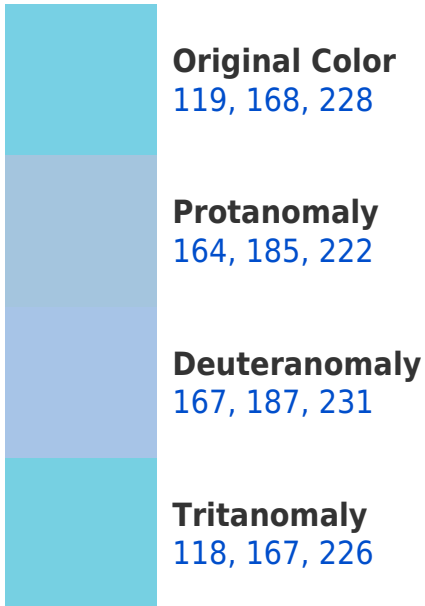 Original Color
119, 168, 228
Protanomaly
164, 185, 222
Deuteranomaly
167, 187, 231
Tritanomaly
118, 167, 226